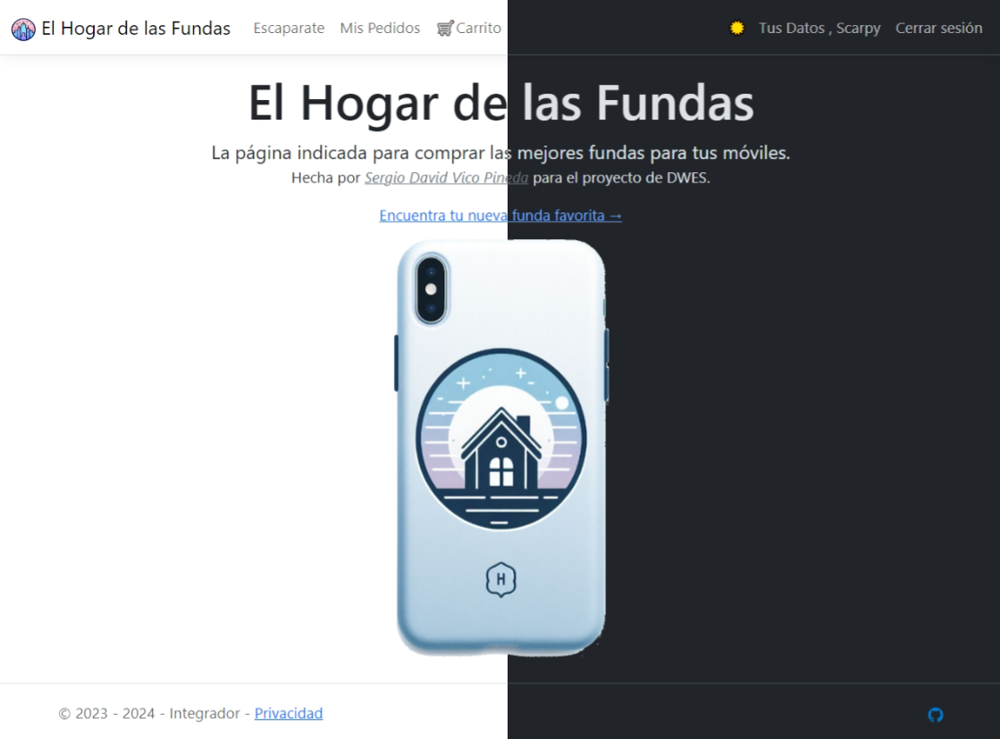 El Hogar de las Fundas Escaparate Mis Pedidos Carrito Tus Datos , Scarpy Cerrar sesión
El Hogar de las Fundas
La página indicada para comprar las mejores fundas para tus móviles.
Hecha por Sergio David Vico Pineda para el proyecto de DWES.
Encuentra tu nueva funda favorita →
H
© 2023 - 2024 - Integrador - Privacidad